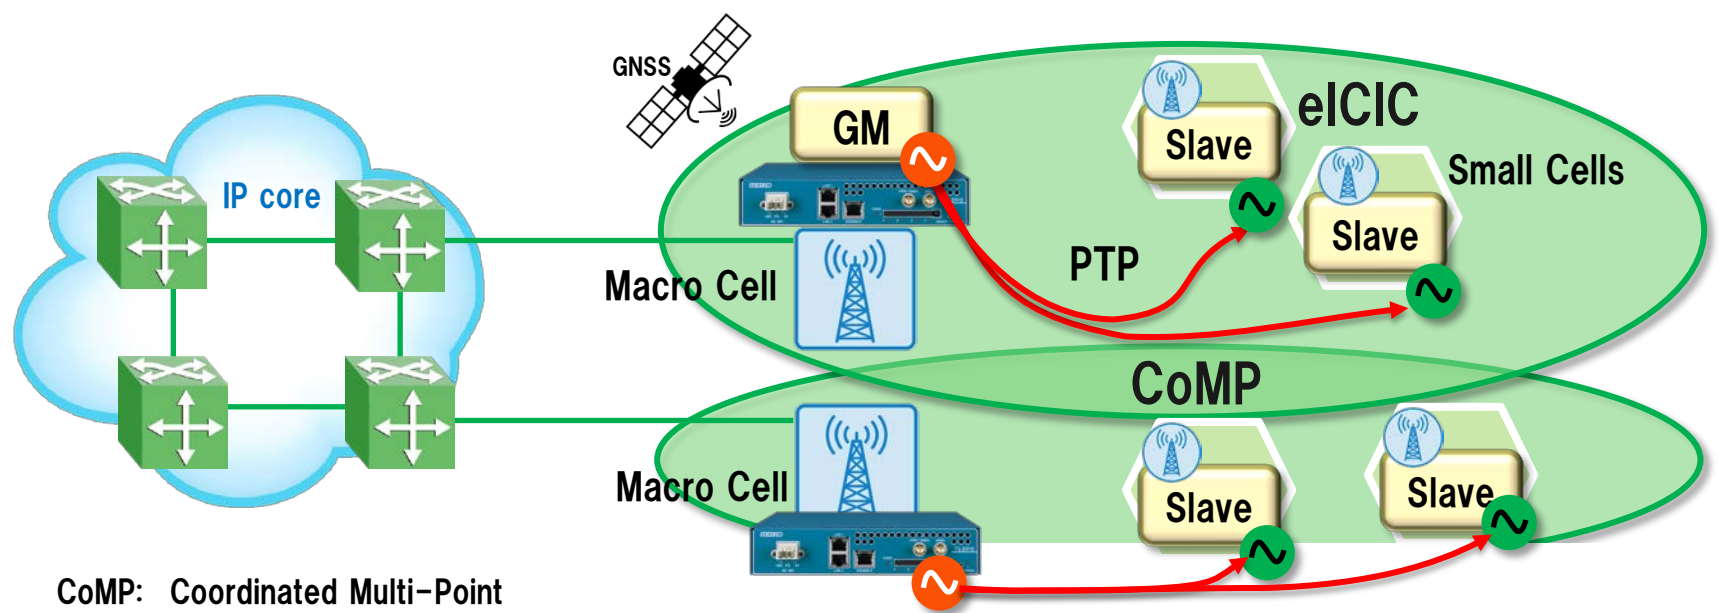 GNSS
GM
Slave
eICIC
Small Cells
IP core
Slave
PTP
Macro Cell
CoMP
Macro Cell
Slave
Slave
CoMP: Coordinated Multi-Point